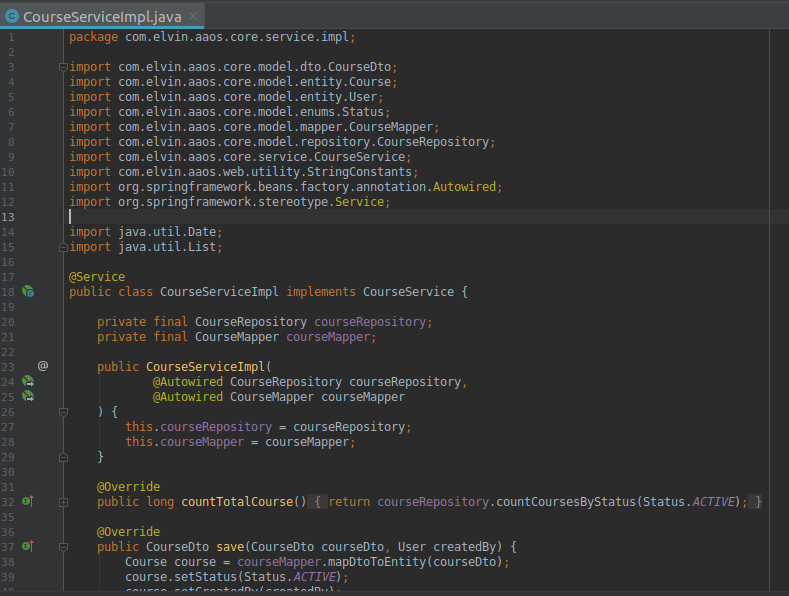 CourseServiceImpl.java
1 package com.elvin.aaos.core.service.impl;
2
3 import com.elvin.aaos.core.model.dto.CourseDto;
4 import com.elvin.aaos.core.model.entity.Course;
5 import com.elvin.aaos.core.model.entity.User;
6 import com.elvin.aaos.core.model.enums.Status;
7 import com.elvin.aaos.core.model.mapper.CourseMapper;
8 import com.elvin.aaos.core.model.repository.CourseRepository;
9 import com.elvin.aaos.core.service.CourseService;
10 import com.elvin.aaos.web.utility.StringConstants;
11 import org.springframework.beans.factory.annotation.Autowired;
12 import org.springframework.stereotype.Service;
13
14 import java.util.Date;
15 import java.util.List;
16
17 @Service
18 public class CourseServiceImpl implements CourseService {
19
20     private final CourseRepository courseRepository;
21     private final CourseMapper courseMapper;
22
23 @     public CourseServiceImpl(
24             @Autowired CourseRepository courseRepository,
25             @Autowired CourseMapper courseMapper
26     ) {
27         this.courseRepository = courseRepository;
28         this.courseMapper = courseMapper;
29     }
30
31     @Override
32     public long countTotalCourse() { return courseRepository.countCoursesByStatus(Status.ACTIVE); }
35
36     @Override
37     public CourseDto save(CourseDto courseDto, User createdBy) {
38         Course course = courseMapper.mapDtoToEntity(courseDto);
39         course.setStatus(Status.ACTIVE);
40         course.setCreatedBy(createdBy);